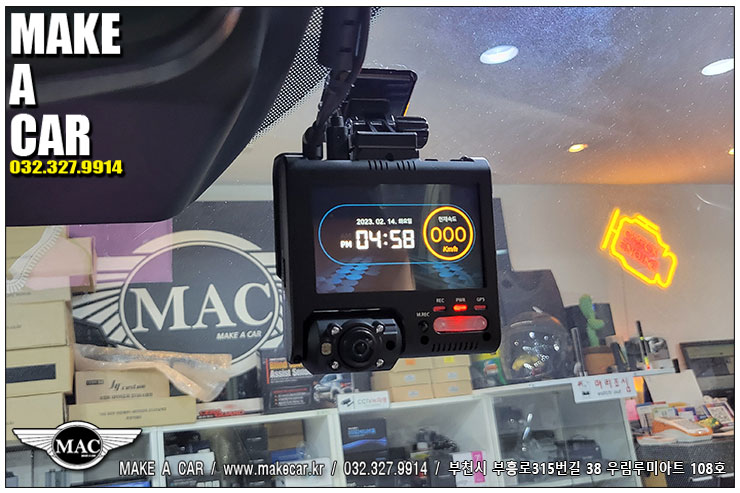 MAKE
A
CAR
032.327.9914
2023. 02. 14. 화요일
PM 04:58
현재속도
000
Km/h
REC PWR GPS
M.REC
MAC
MAKE A CAR
MAC
MAKE A CAR / www.makecar.kr / 032.327.9914 / 부천시 부흥로315번길 38 우림루미아트 108호